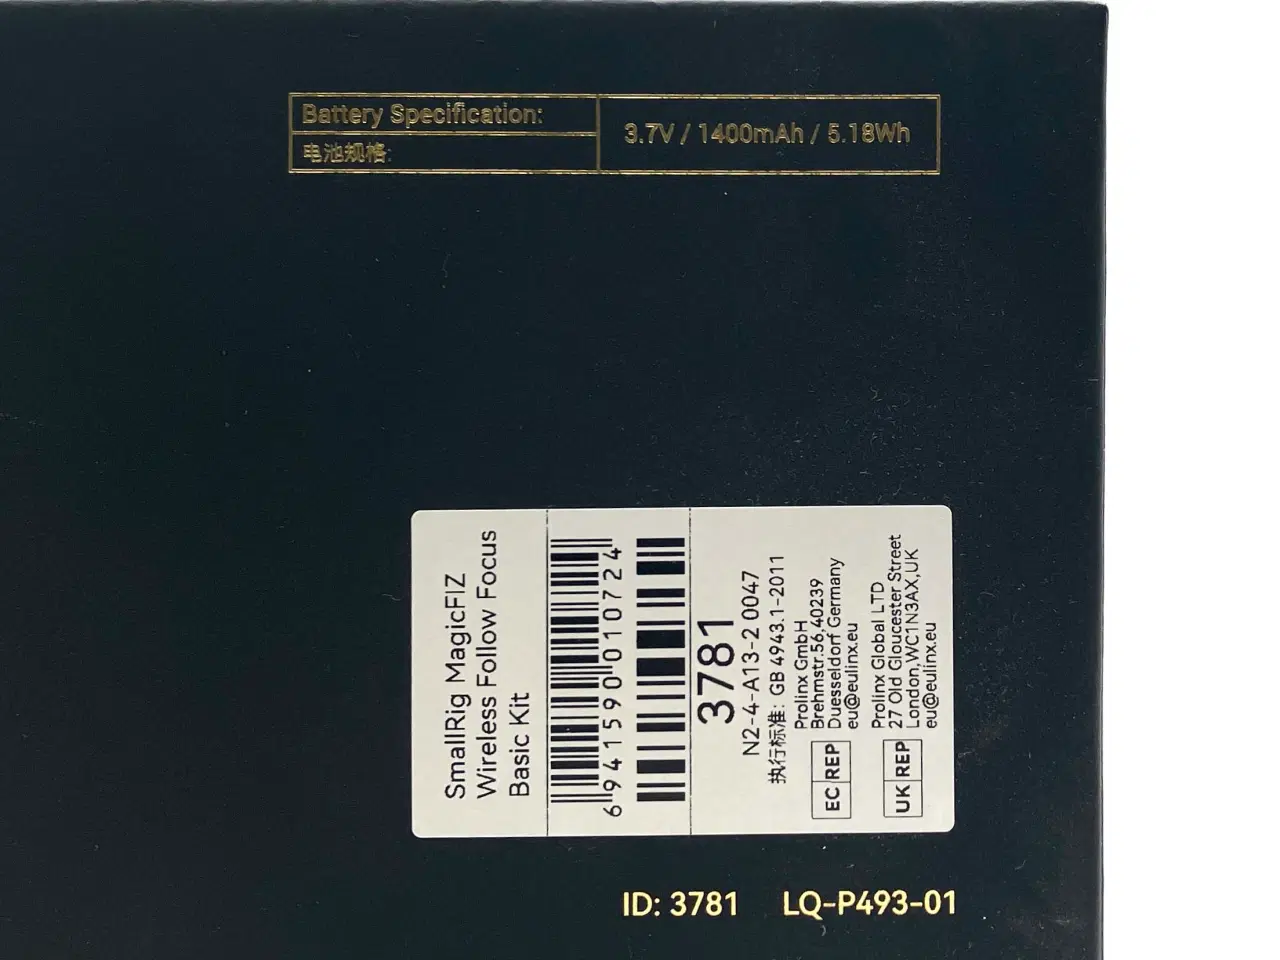 Battery Specification:
电池规格:
3.7V / 1400mAh / 5.18Wh
SmallRig MagicFIZ
Wireless Follow Focus
Basic Kit
6941590010724
3781
N2-4-A13-2 0047
执行标准: GB 4943.1-2011
EC REP
Prolinx GmbH
Brehmstr.56,40239
Duesseldorf Germany
eu@eulinx.eu
UK REP
Prolinx Global LTD
27 Old Gloucester Street
London,WC1N3AX,UK
eu@eulinx.eu
ID: 3781 LQ-P493-01